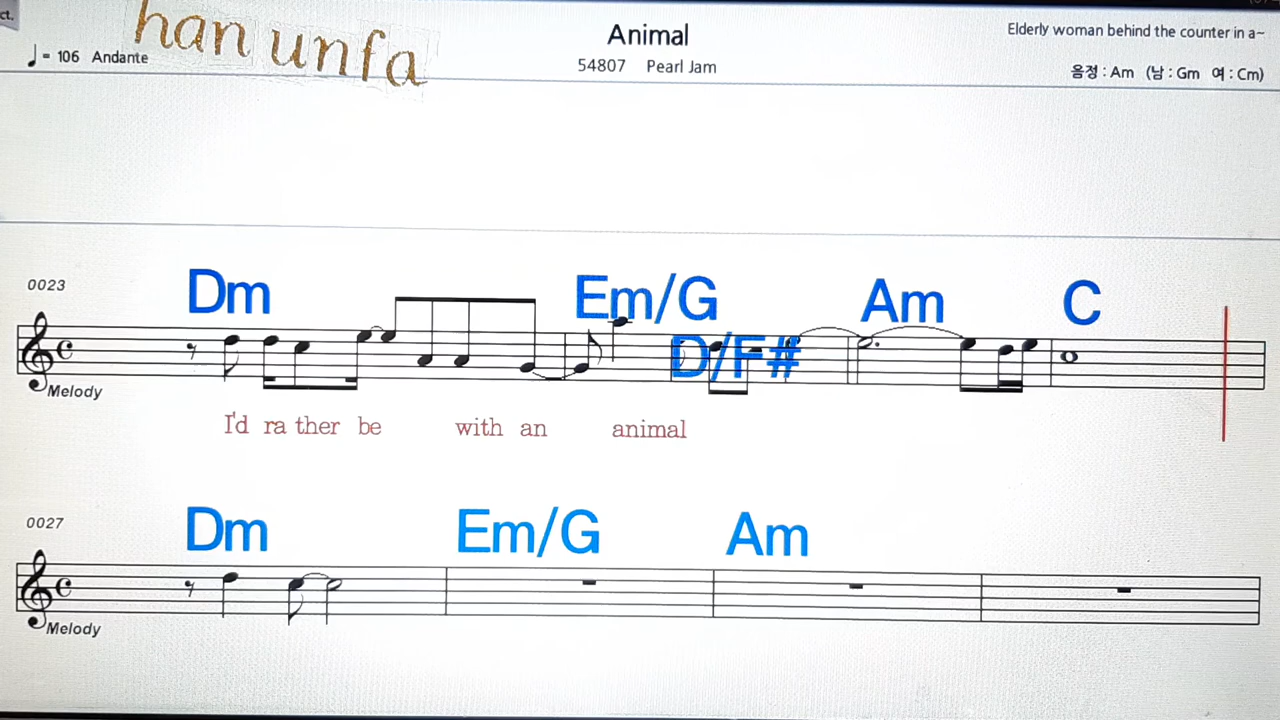 ct.
han unfa
Animal
Elderly woman behind the counter in a~
♩ = 106 Andante
54807 Pearl Jam
음정 : Am (남 : Gm 여 : Cm)
0023
Dm Em/G Am C
D/F#
Melody
I'd ra ther be with an animal
0027
Dm Em/G Am
Melody